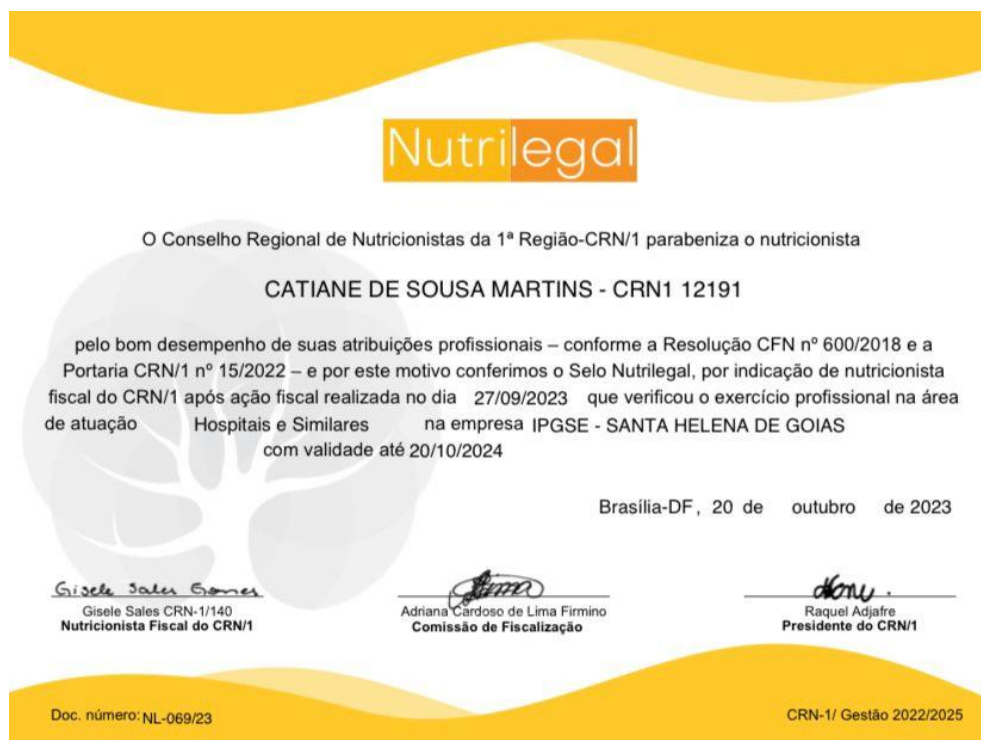 Nutrilegal
O Conselho Regional de Nutricionistas da 1ª Região-CRN/1 parabeniza o nutricionista
CATIANE DE SOUSA MARTINS - CRN1 12191
pelo bom desempenho de suas atribuições profissionais – conforme a Resolução CFN nº 600/2018 e a
Portaria CRN/1 nº 15/2022 – e por este motivo conferimos o Selo Nutrilegal, por indicação de nutricionista
fiscal do CRN/1 após ação fiscal realizada no dia 27/09/2023 que verificou o exercício profissional na área
de atuação Hospitais e Similares na empresa IPGSE - SANTA HELENA DE GOIAS
com validade até 20/10/2024
Brasília-DF, 20 de outubro de 2023
Gisele Sales Gomes
Gisele Sales CRN-1/140
Nutricionista Fiscal do CRN/1
Lima
Adriana Cardoso de Lima Firmino
Comissão de Fiscalização
Raquel Adjafre
Presidente do CRN/1
Doc. número: NL-069/23
CRN-1/ Gestão 2022/2025